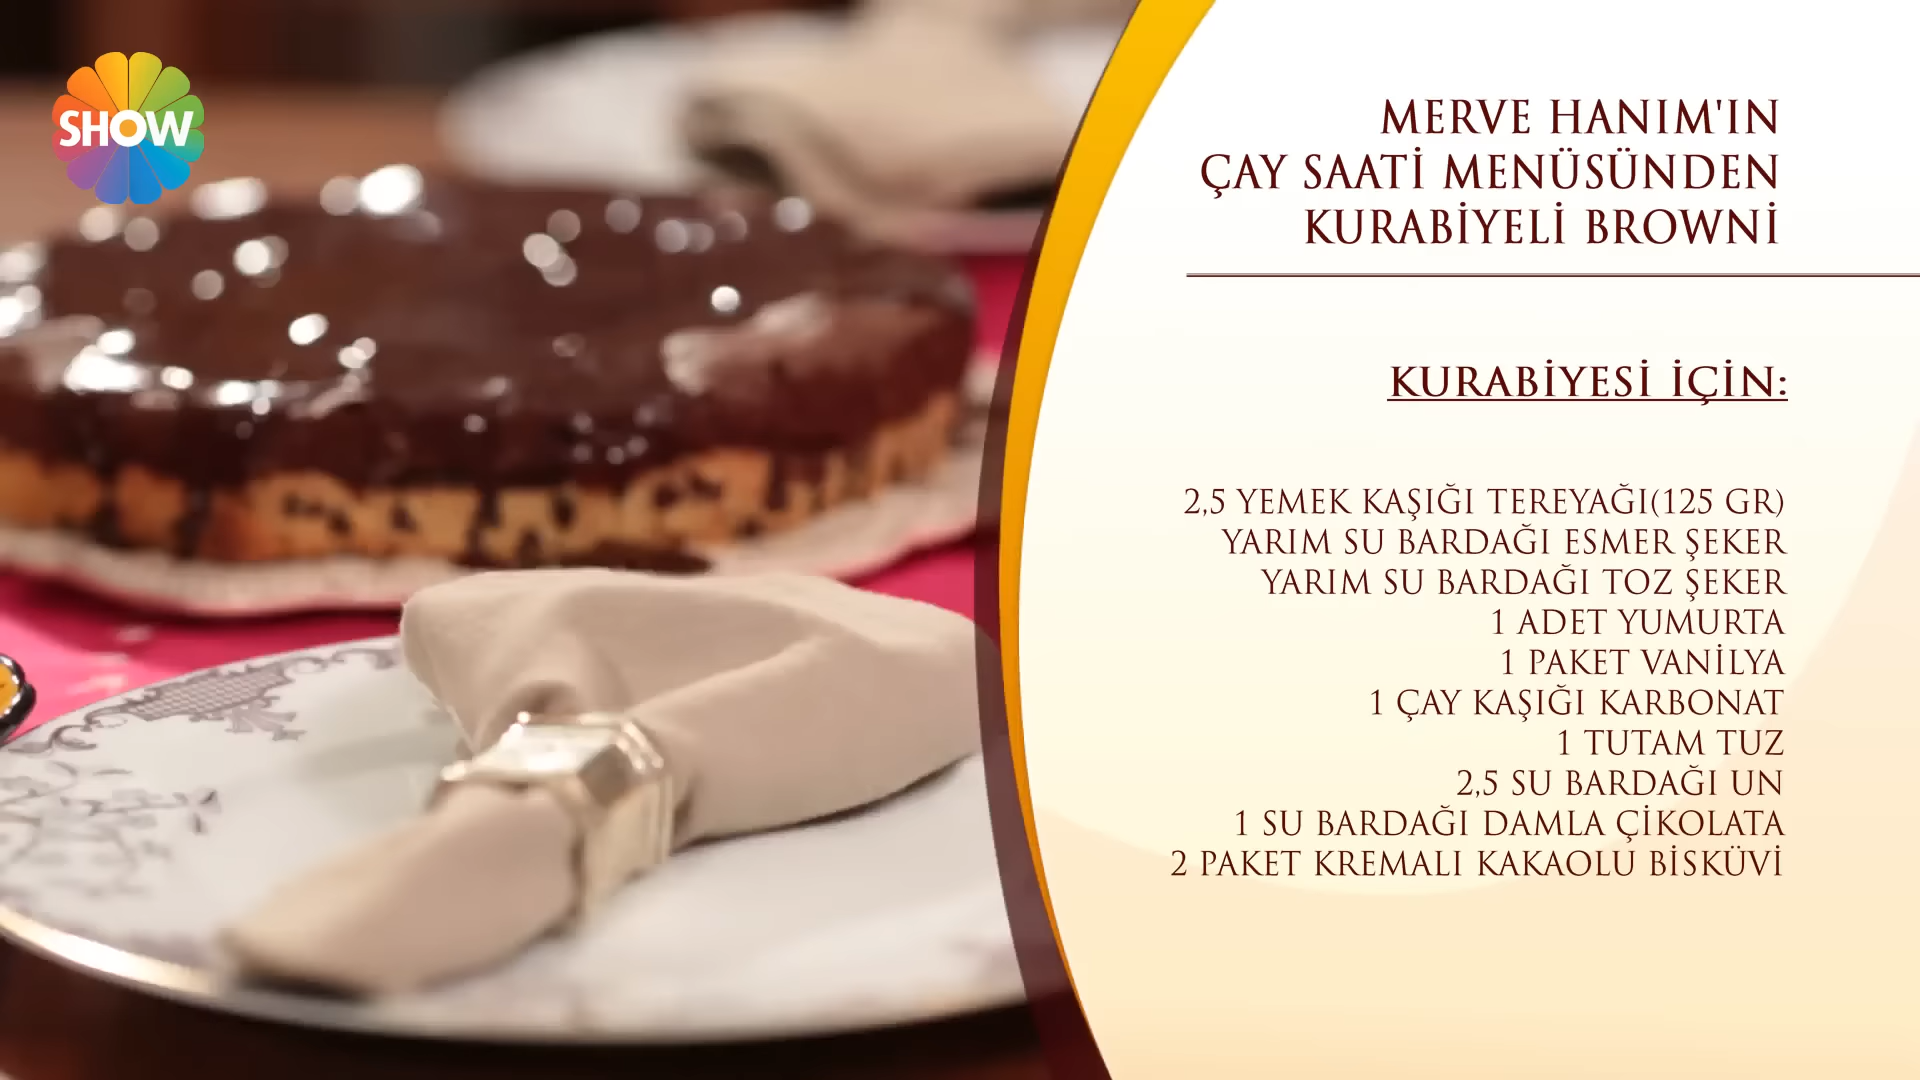 SHOW
MERVE HANIM'IN
ÇAY SAATİ MENÜSÜNDEN
KURABİYELİ BROWNİ
KURABİYESİ İÇİN:
2,5 YEMEK KAŞIĞI TEREYAĞI(125 GR)
YARIM SU BARDAĞI ESMER ŞEKER
YARIM SU BARDAĞI TOZ ŞEKER
1 ADET YUMURTA
1 PAKET VANİLYA
1 ÇAY KAŞIĞI KARBONAT
1 TUTAM TUZ
2,5 SU BARDAĞI UN
1 SU BARDAĞI DAMLA ÇİKOLATA
2 PAKET KREMALI KAKAOLU BİSKÜVİ